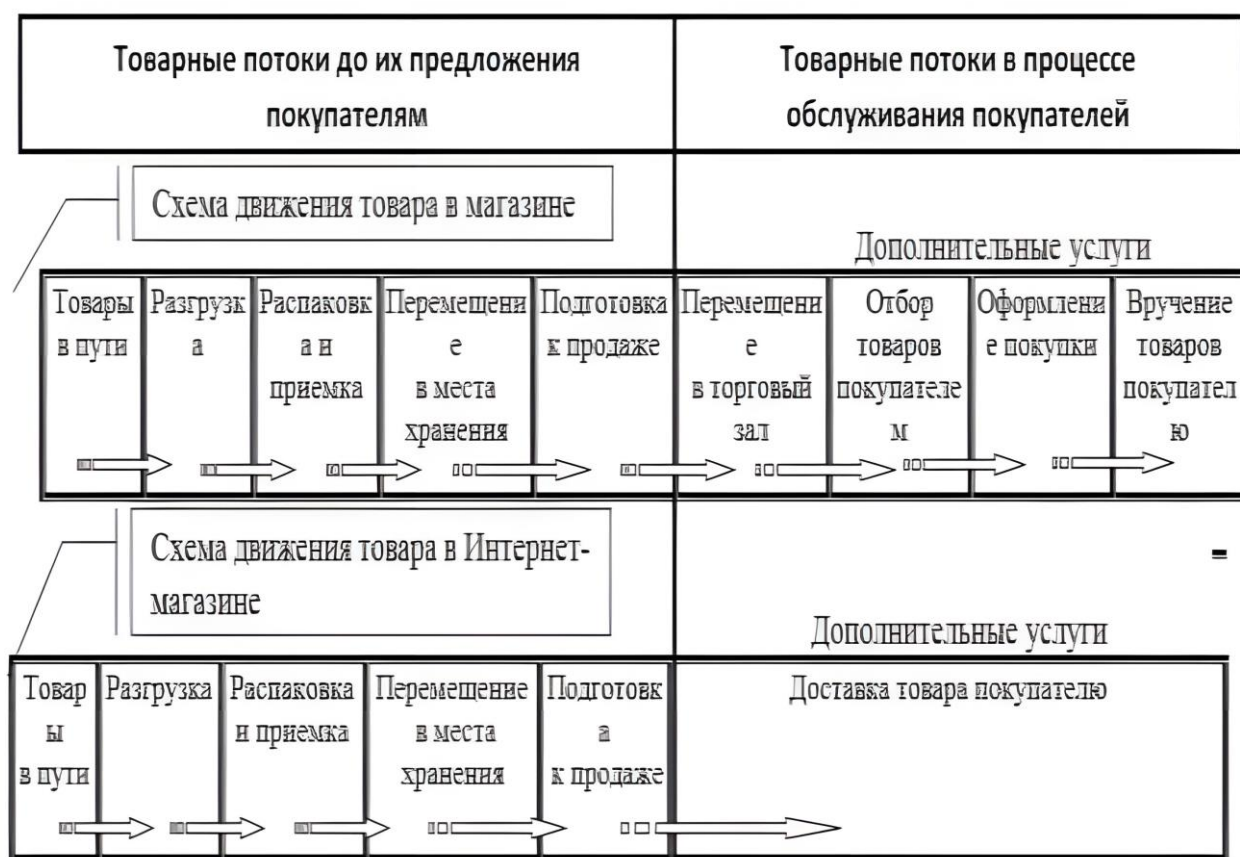 Товарные потоки до их предложения
покупателям
Товарные потоки в процессе
обслуживания покупателей
Схема движения товара в магазине
Дополнительные услуги
Товары
в пути
Разгрузк
а
Распаковк
а и
приемка
Перемещени
е
в места
хранения
Подготовка
к продаже
Перемещени
е
в торговый
зал
Отбор
товаров
покупателе
м
Оформлени
е покупки
Вручение
товаров
покупател
ю
Схема движения товара в Интернет-
магазине
Дополнительные услуги
Товар
ы
в пути
Разгрузка
Распаковка
и приемка
Перемещение
в места
хранения
Подготовк
а
к продаже
Доставка товара покупателю